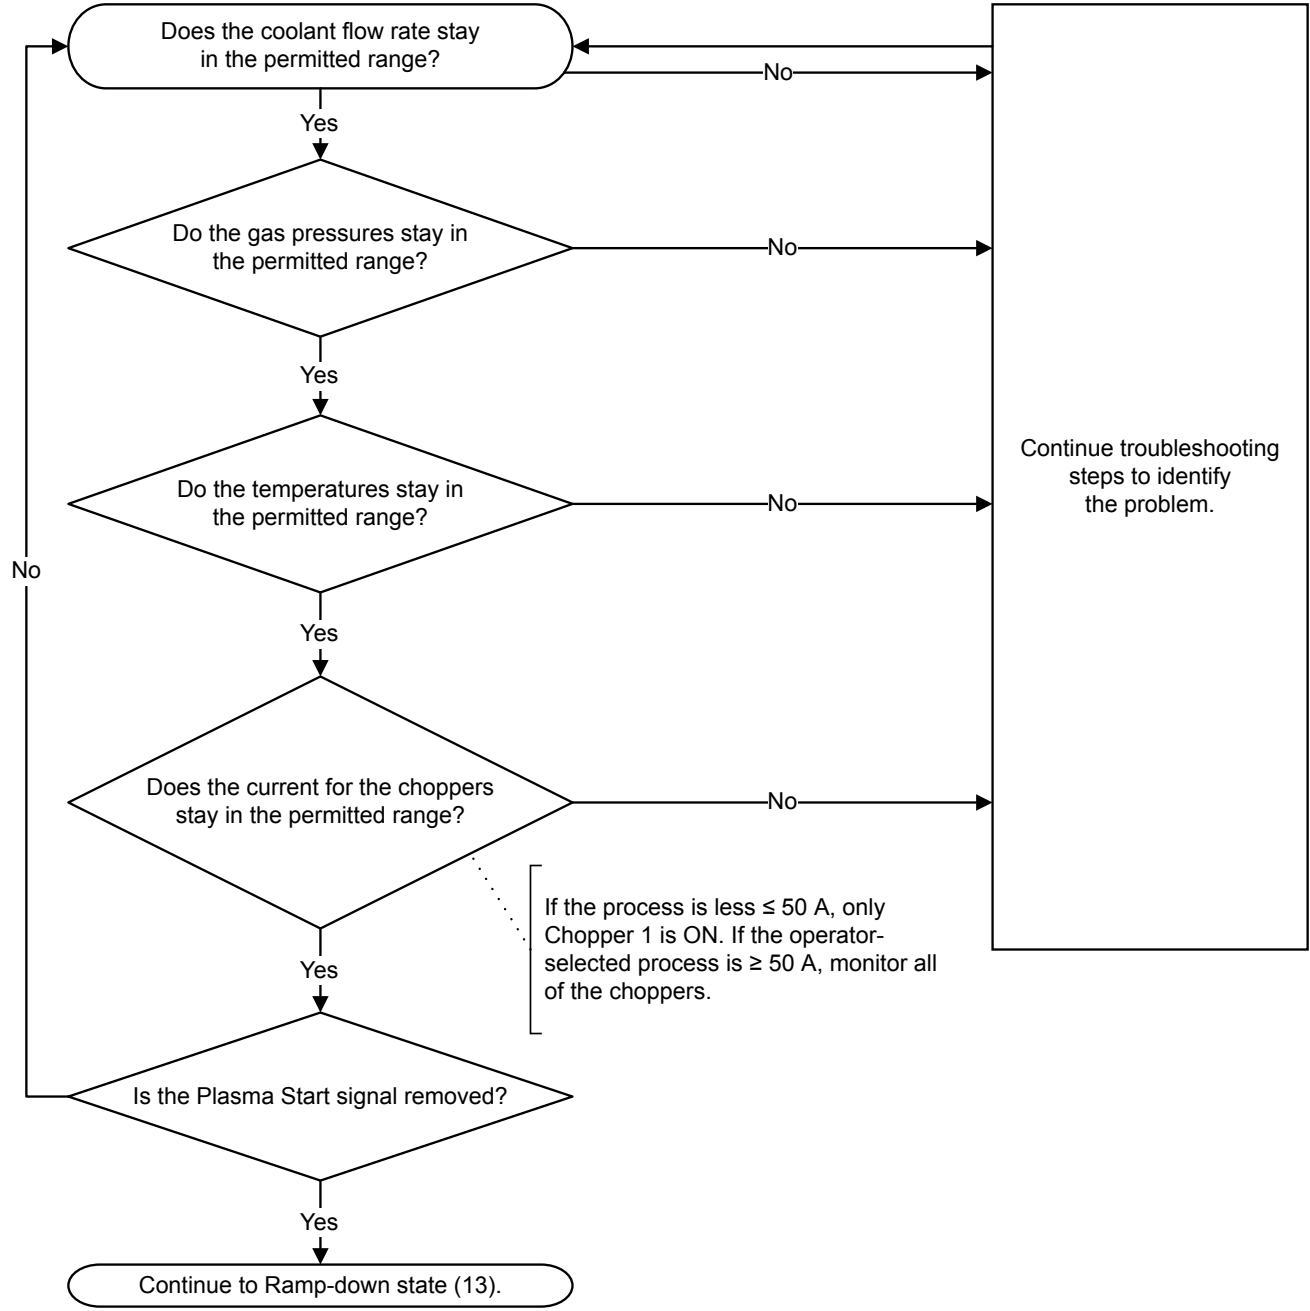 Does the coolant flow rate stay
in the permitted range?
No
Yes
Do the gas pressures stay in
the permitted range?
No
Yes
Continue troubleshooting
steps to identify
the problem.
Do the temperatures stay in
the permitted range?
No
No
Yes
Does the current for the choppers
stay in the permitted range?
No
If the process is less ≤ 50 A, only
Chopper 1 is ON. If the operator-
selected process is ≥ 50 A, monitor all
of the choppers.
Yes
Is the Plasma Start signal removed?
Yes
Continue to Ramp-down state (13).